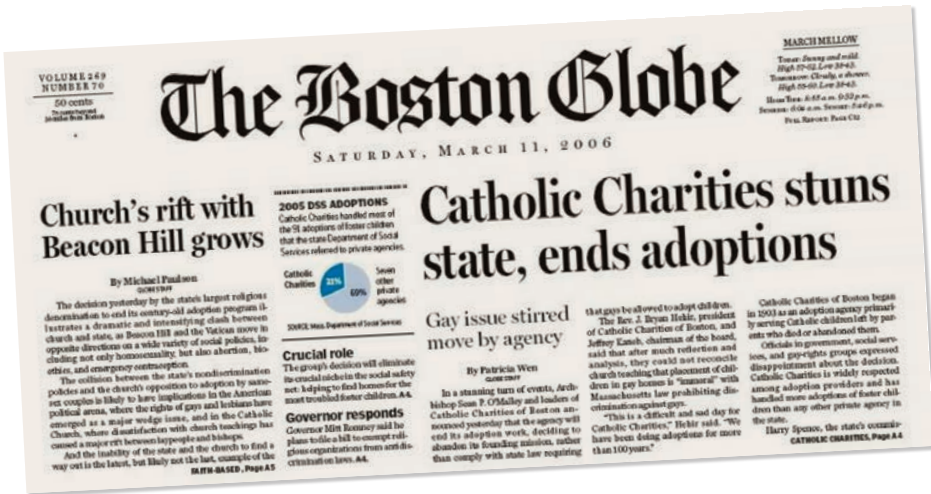 VOLUME 269
NUMBER 70
50 cents
The Boston Globe
SATURDAY, MARCH 11, 2006
MARCH MELLOW
Today: Sunny and mild.
Tomorrow: Cloudy, a shower.
FULL REPORT: PAGE C12
Church's rift with
Beacon Hill grows
By Michael Paulson
GLOBE STAFF
The decision yesterday by the state's largest religious
denomination to end its century-old adoption program il-
lustrates a dramatic and intensifying clash between
church and state, as Beacon Hill and the Vatican move in
opposite directions on a wide variety of social policies, in-
cluding not only homosexuality, but also abortion, bio-
ethics, and emergency contraception.
The collision between the state's nondiscrimination
policies and the church's opposition to adoption by same-
sex couples is likely to have implications in the American
political arena, where the rights of gays and lesbians have
emerged as a major wedge issue, and in the Catholic
Church, where dissatisfaction with church teachings has
caused a major rift between laypeople and bishops.
And the inability of the state and the church to find a
way out is the latest, but likely not the last, example of the
FAITH-BASED, Page A5
2005 DSS ADOPTIONS
Catholic Charities handled most of
the 91 adoptions of foster children
that the state Department of Social
Services referred to private agencies.
Catholic
Charities
31%
69%
Seven
other
private
agencies
SOURCE: Mass. Department of Social Services
Crucial role
The group's decision will eliminate
its crucial niche in the social safety
net: helping to find homes for the
most troubled foster children. A4.
Governor responds
Governor Mitt Romney said he
plans to file a bill to exempt reli-
gious organizations from antidis-
crimination laws. A4.
Catholic Charities stuns
state, ends adoptions
Gay issue stirred
move by agency
By Patricia Wen
GLOBE STAFF
In a stunning turn of events, Arch-
bishop Sean P. O'Malley and leaders of
Catholic Charities of Boston an-
nounced yesterday that the agency will
end its adoption work, deciding to
abandon its founding mission, rather
than comply with state law requiring
that gays be allowed to adopt children.
The Rev. J. Bryan Hehir, president
of Catholic Charities of Boston, and
Jeffrey Kaneb, chairman of the board,
said that after much reflection and
analysis, they could not reconcile
church teaching that placement of chil-
dren in gay homes is "immoral" with
Massachusetts law prohibiting dis-
crimination against gays.
"This is a difficult and sad day for
Catholic Charities," Hehir said. "We
have been doing adoptions for more
than 100 years."
Catholic Charities of Boston began
in 1903 as an adoption agency primari-
ly serving Catholic children left by par-
ents who died or abandoned them.
Officials in government, social serv-
ices, and gay-rights groups expressed
disappointment about the decision.
Catholic Charities is widely respected
among adoption providers and has
handled more adoptions of foster chil-
dren than any other private agency in
the state.
Harry Spence, the state's commis-
CATHOLIC CHARITIES, Page A4